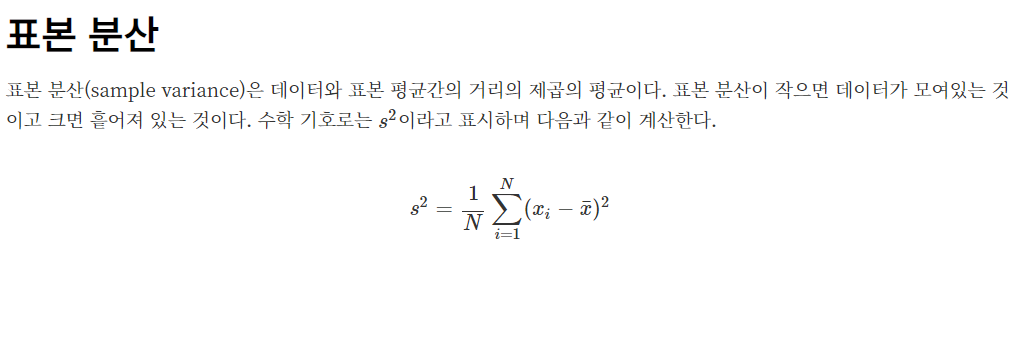 표본 분산
표본 분산(sample variance)은 데이터와 표본 평균간의 거리의 제곱의 평균이다. 표본 분산이 작으면 데이터가 모여있는 것
이고 크면 흩어져 있는 것이다. 수학 기호로는 s²이라고 표시하며 다음과 같이 계산한다.
s² = \frac{1}{N} \sum_{i=1}^{N} (x_i − x̄)²